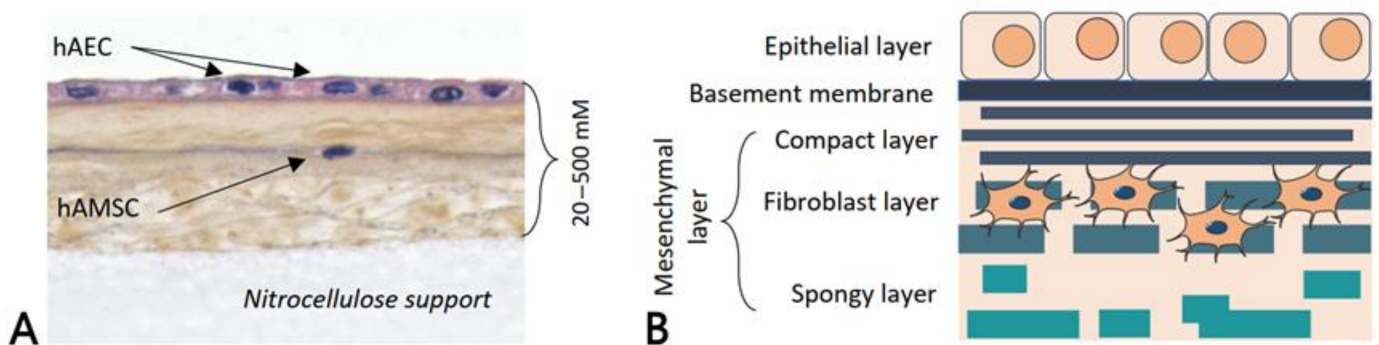 hAEC
hAMSC
20–500 mM
Nitrocellulose support
A
Epithelial layer
Basement membrane
Compact layer
Fibroblast layer
Spongy layer
Mesenchymal
layer
B